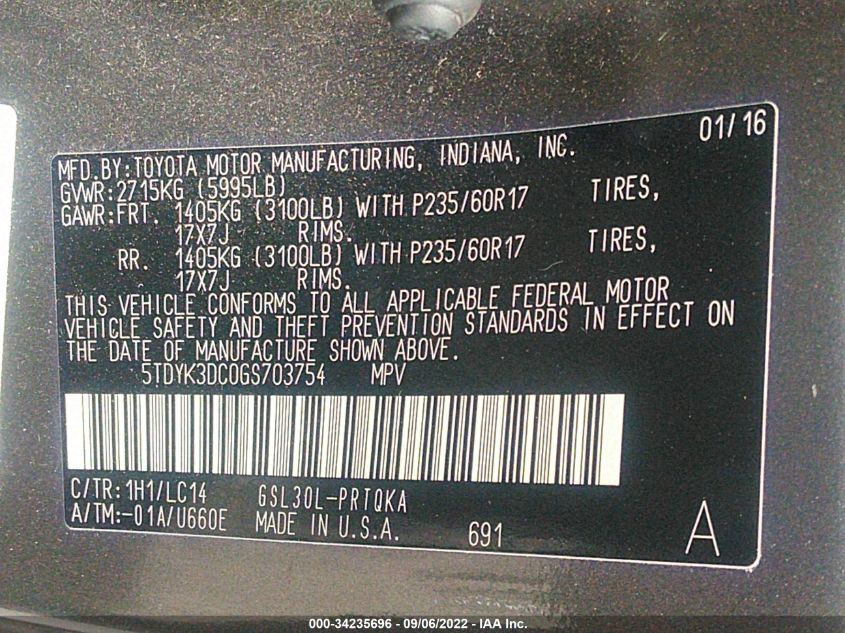 01/16
MFD.BY:TOYOTA MOTOR MANUFACTURING, INDIANA, INC.
GVWR:2715KG (5995LB)
GAWR:FRT. 1405KG (3100LB) WITH P235/60R17 TIRES,
17X7J RIMS.
RR. 1405KG (3100LB) WITH P235/60R17 TIRES,
17X7J RIMS.
THIS VEHICLE CONFORMS TO ALL APPLICABLE FEDERAL MOTOR
VEHICLE SAFETY AND THEFT PREVENTION STANDARDS IN EFFECT ON
THE DATE OF MANUFACTURE SHOWN ABOVE.
5TDYK3DC0GS703754 MPV
C/TR:1H1/LC14 GSL30L-PRTQKA
A/TM:-01A/U660E MADE IN U.S.A. 691 A
000-34235696 - 09/06/2022 - IAA Inc.